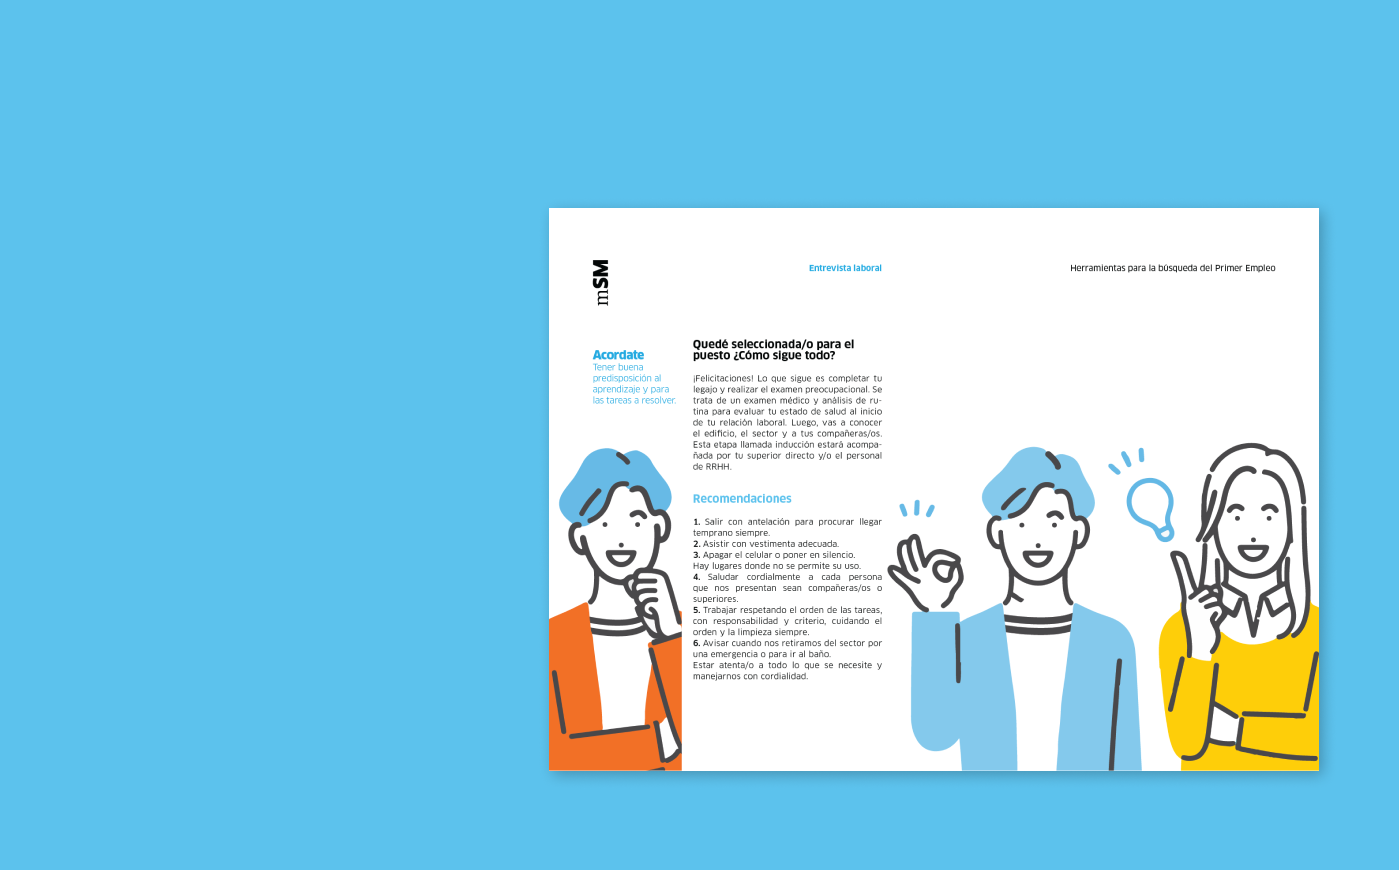 mSM
Entrevista laboral
Herramientas para la búsqueda del Primer Empleo
Acordate
Tener buena
predisposición al
aprendizaje y para
las tareas a resolver.
Quedé seleccionada/o para el
puesto ¿Cómo sigue todo?
¡Felicitaciones! Lo que sigue es completar tu
legajo y realizar el examen preocupacional. Se
trata de un examen médico y análisis de ru-
tina para evaluar tu estado de salud al inicio
de tu relación laboral. Luego, vas a conocer
el edificio, el sector y a tus compañeras/os.
Esta etapa llamada inducción estará acompa-
ñada por tu superior directo y/o el personal
de RRHH.
Recomendaciones
1. Salir con antelación para procurar llegar
temprano siempre.
2. Asistir con vestimenta adecuada.
3. Apagar el celular o poner en silencio.
Hay lugares donde no se permite su uso.
4. Saludar cordialmente a cada persona
que nos presentan sean compañeras/os o
superiores.
5. Trabajar respetando el orden de las tareas,
con responsabilidad y criterio, cuidando el
orden y la limpieza siempre.
6. Avisar cuando nos retiramos del sector por
una emergencia o para ir al baño.
Estar atenta/o a todo lo que se necesite y
manejarnos con cordialidad.